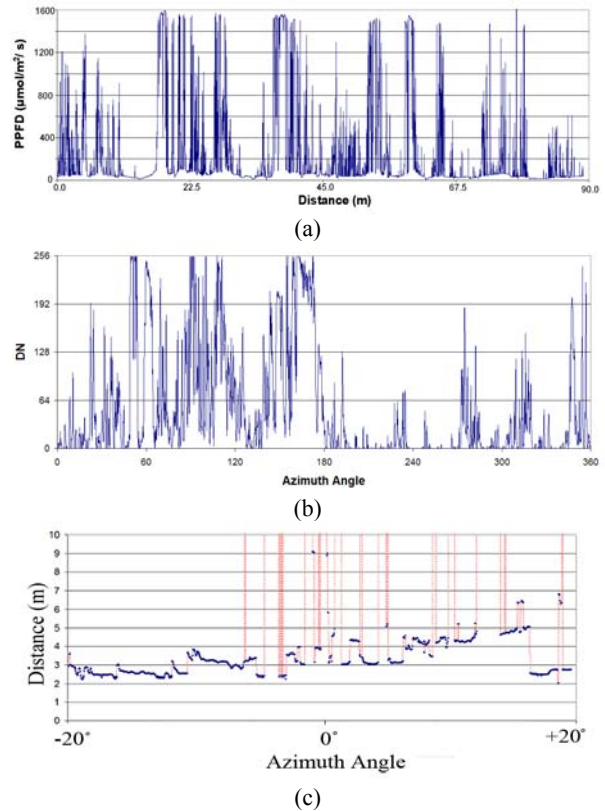 1600
1200
800
400
0
PPFD (µmol/m²/ s)
0.0 22.5 45.0 67.5 90.0
Distance (m)
(a)
256
192
128
64
0
DN
0 60 120 180 240 300 360
Azimuth Angle
(b)
10
9
8
7
6
5
4
3
2
1
0
Distance (m)
-20˚ 0˚ +20˚
Azimuth Angle
(c)